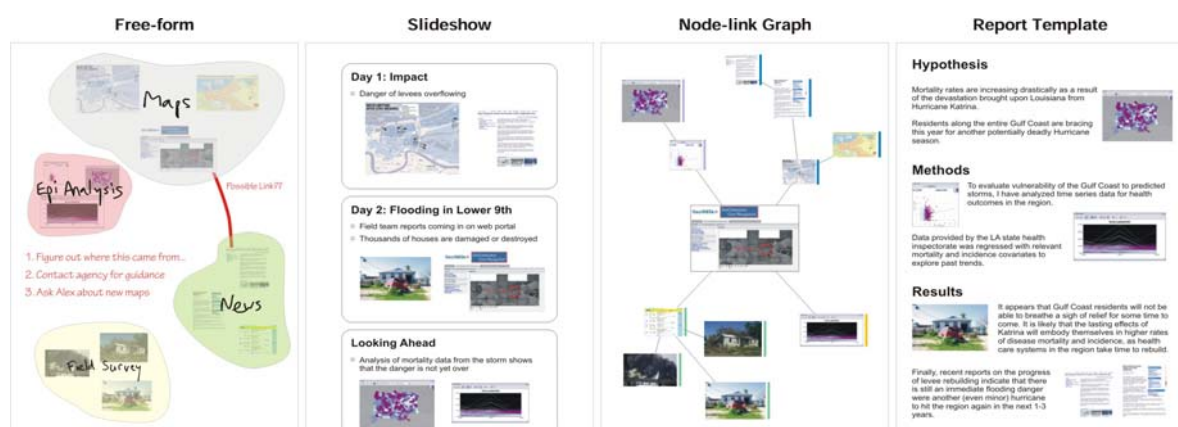 Free-form
Slideshow
Node-link Graph
Report Template
Maps
Epi Analysis
Possible Link??
1. Figure out where this came from...
2. Contact agency for guidance
3. Ask Alex about new maps
News
Field Survey
Day 1: Impact
Danger of levees overflowing
Day 2: Flooding in Lower 9th
Field team reports coming in on web portal
Thousands of houses are damaged or destroyed
Looking Ahead
Analysis of mortality data from the storm shows
that the danger is not yet over
Hypothesis
Mortality rates are increasing drastically as a result
of the devastation brought upon Louisiana from
Hurricane Katrina.
Residents along the entire Gulf Coast are bracing
this year for another potentially deadly Hurricane
season.
Methods
To evaluate vulnerability of the Gulf Coast to predicted
storms, I have analyzed time series data for health
outcomes in the region.
Data provided by the LA state health
inspectorate was regressed with relevant
mortality and incidence covariates to
explore past trends.
Results
It appears that Gulf Coast residents will not be
able to breathe a sigh of relief for some time to
come. It is likely that the lasting effects of
Katrina will embody themselves in higher rates
of disease mortality and incidence, as health
care systems in the region take time to rebuild.
Finally, recent reports on the progress
of levee rebuilding indicate that there
is still an immediate flooding danger
were another (even minor) hurricane
to hit the region again in the next 1-3
years.